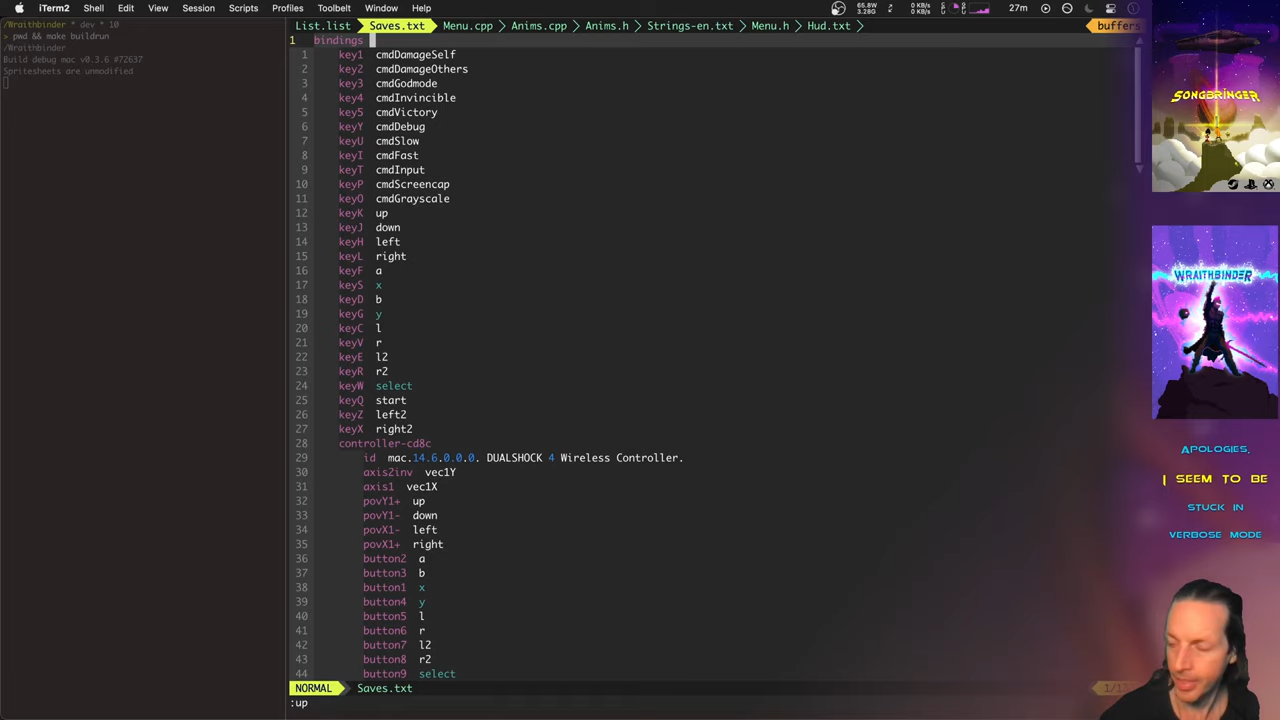 iTerm2 Shell Edit View Session Scripts Profiles Toolbelt Window Help
65.8W 3.28G 0 KB/s 0 KB/s 27m
/Wraithbinder * dev * 10
> pwd && make buildrun
/Wraithbinder
Build debug mac v0.3.6 #72637
Spritesheets are unmodified
List.list Saves.txt Menu.cpp Anims.cpp Anims.h Strings-en.txt Menu.h Hud.txt buffers
1 bindings
1 key1 cmdDamageSelf
2 key2 cmdDamageOthers
3 key3 cmdGodmode
4 key4 cmdInvincible
5 key5 cmdVictory
6 keyY cmdDebug
7 keyU cmdSlow
8 keyI cmdFast
9 keyT cmdInput
10 keyP cmdScreencap
11 keyO cmdGrayscale
12 keyK up
13 keyJ down
14 keyH left
15 keyL right
16 keyF a
17 keyS x
18 keyD b
19 keyG y
20 keyC l
21 keyV r
22 keyE l2
23 keyR r2
24 keyW select
25 keyQ start
26 keyZ left2
27 keyX right2
28 controller-cd8c
29 id mac.14.6.0.0.0. DUALSHOCK 4 Wireless Controller.
30 axis2inv vec1Y
31 axis1 vec1X
32 povY1+ up
33 povY1- down
34 povX1- left
35 povX1+ right
36 button2 a
37 button3 b
38 button1 x
39 button4 y
40 button5 l
41 button6 r
42 button7 l2
43 button8 r2
44 button9 select
NORMAL Saves.txt
:up
SONGBRINGER
WRAITHBINDER
Apologies,
I seem to be
stuck in
verbose mode